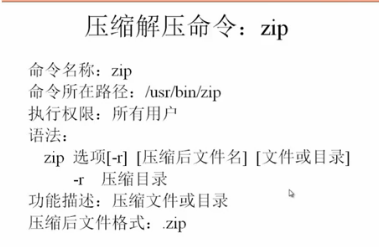 压缩解压命令：zip
命令名称：zip
命令所在路径：/usr/bin/zip
执行权限：所有用户
语法：
zip 选项[-r] [压缩后文件名] [文件或目录]
-r 压缩目录
功能描述：压缩文件或目录
压缩后文件格式：.zip